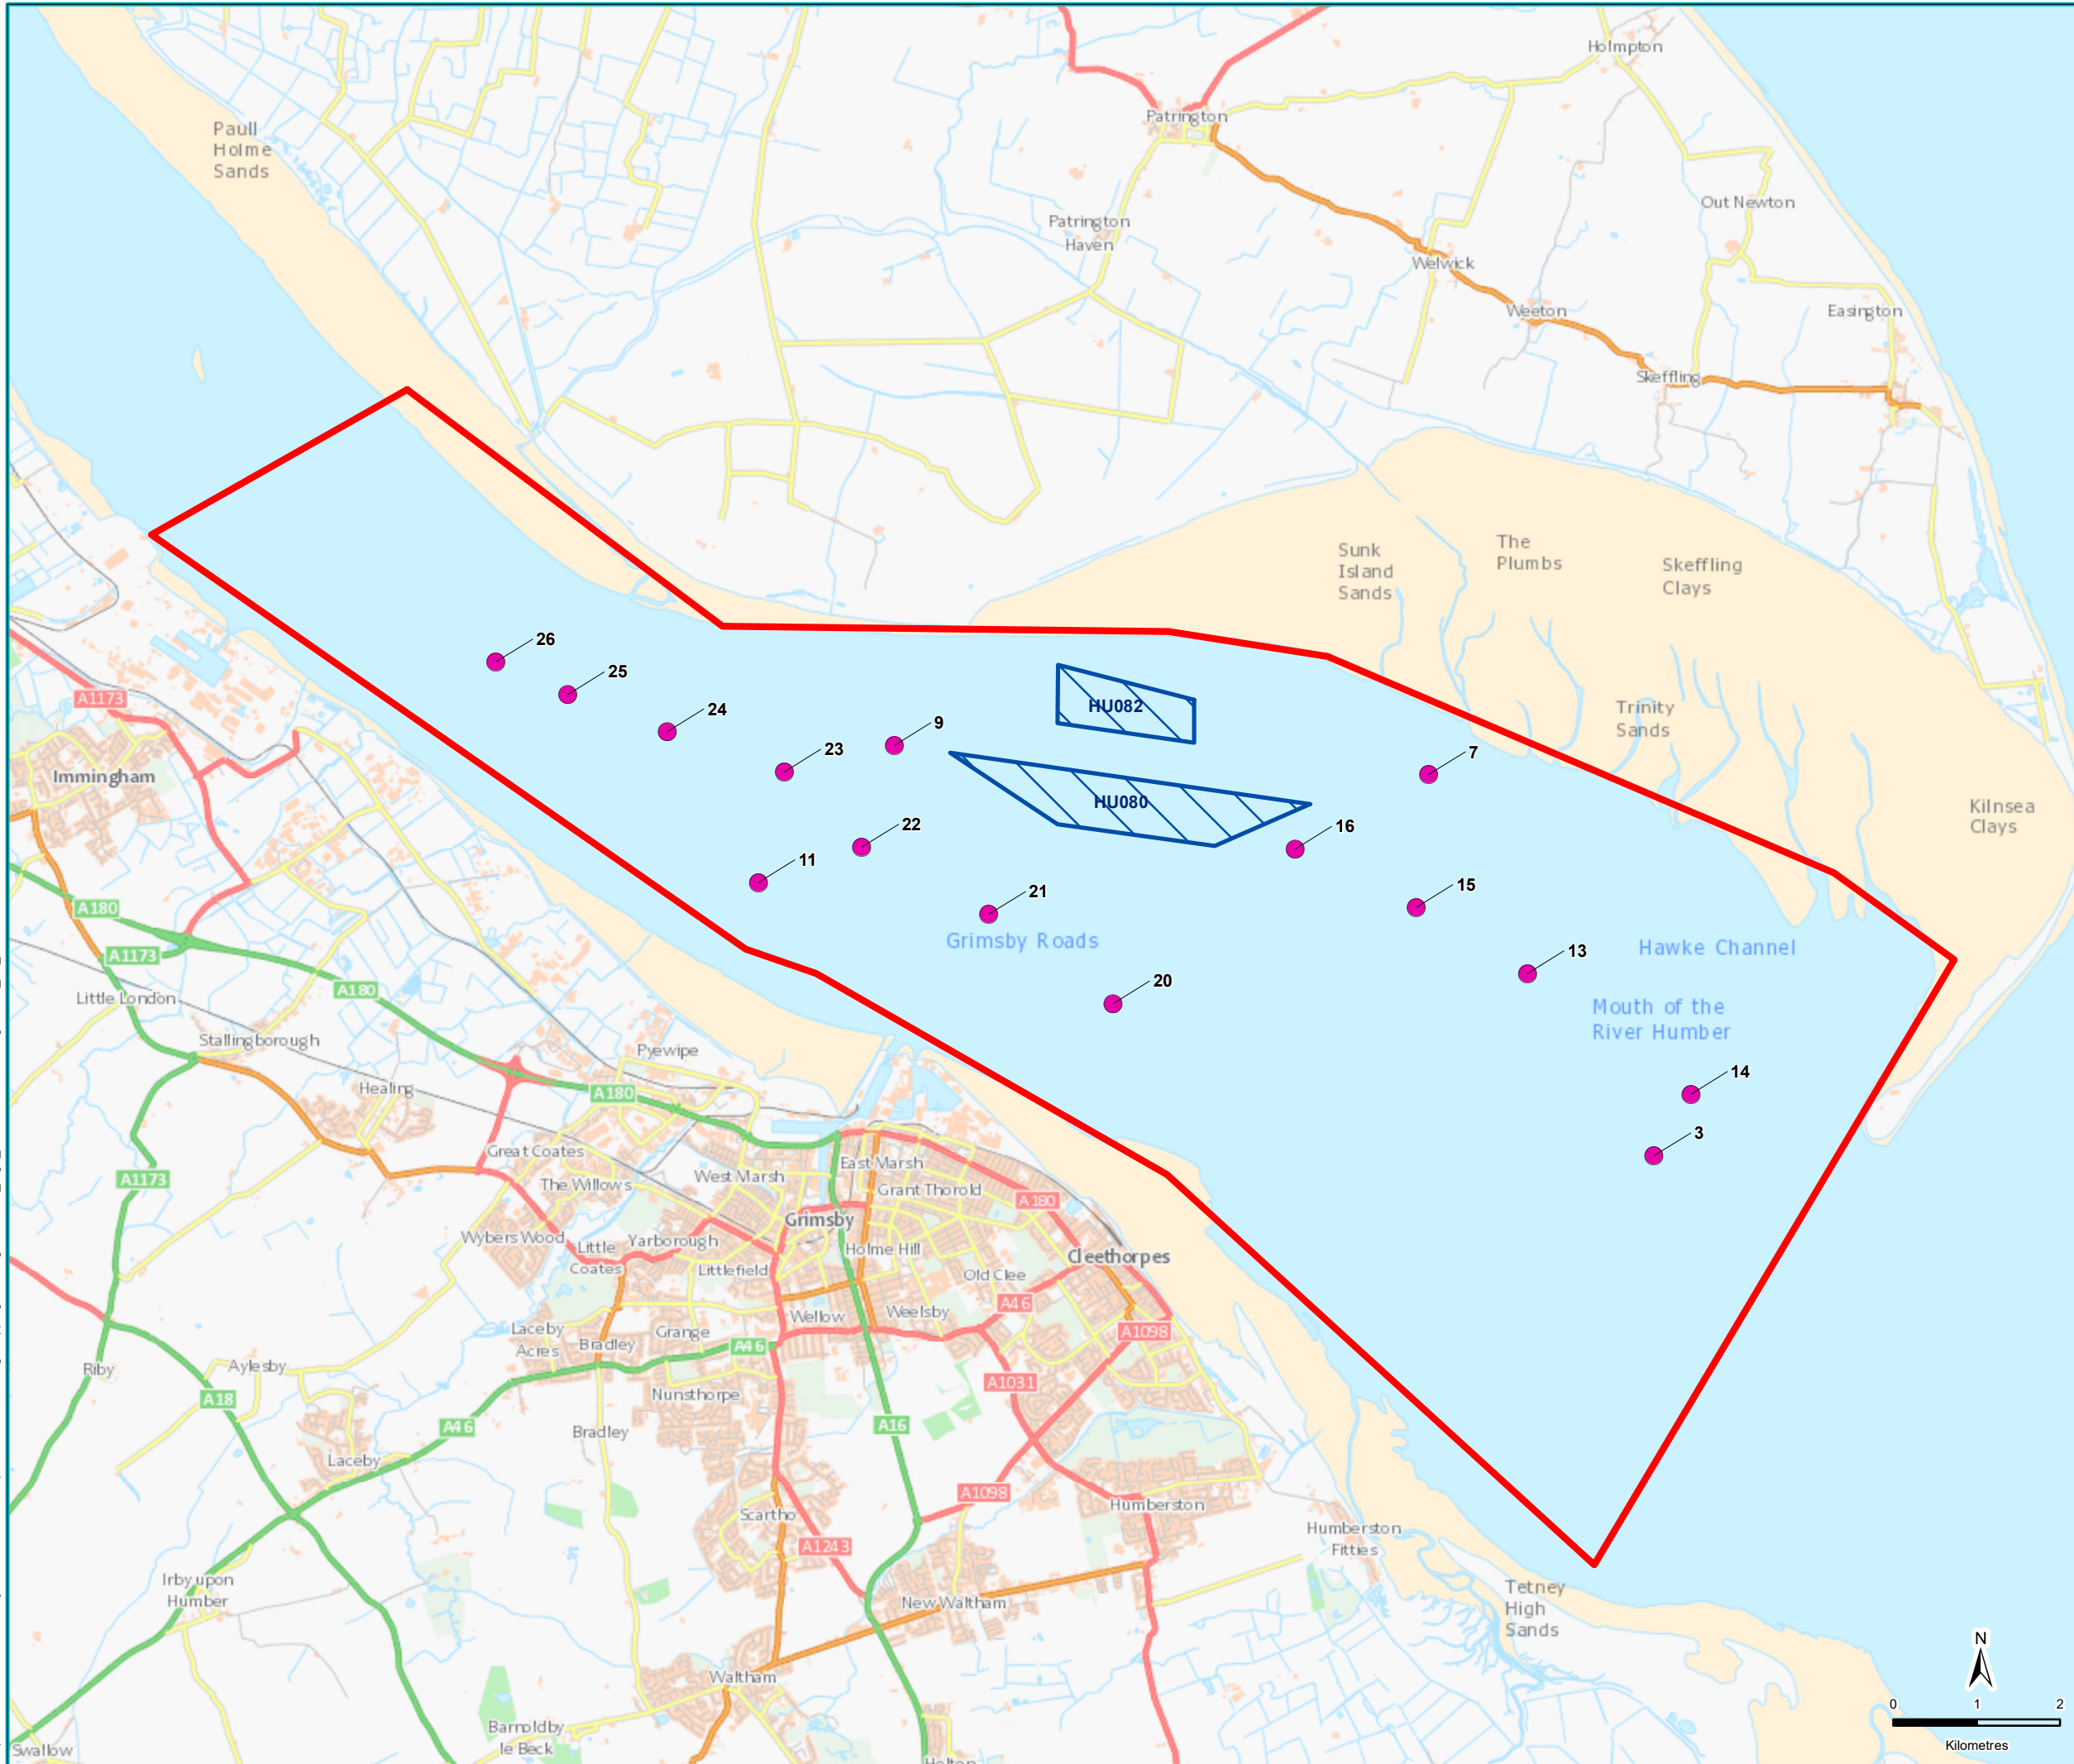 Holmpton
Patrington
Paull
Holme
Sands
Out Newton
Patrington
Haven
Welwick
Weeton
Easington
Skeffling
Sunk
Island
Sands
The
Plumbs
Skeffling
Clays
26
25
A1173
24
HU082
Trinity
Sands
9
23
7
Immingham
HU080
Kilnsea
Clays
22
16
11
15
21
A180
Grimsby Roads
Hawke Channel
A1173
13
20
A180
Little London
Mouth of the
River Humber
Stallingborough
Pyewipe
14
Healing
A180
3
Great Coates
East Marsh
A1173
The Willows
West Marsh
Grant Thorold
A180
Grimsby
Wybers Wood
Little
Coates
Yarborough
Holme Hill
Cleethorpes
Littlefield
Old Clee
A46
Wellow
Weelsby
Laceby
Acres
Bradley
Grange
A46
A1098
Riby
Aylesby
A1031
A18
Nunsthorpe
A46
A16
Bradley
Laceby
A1098
Humberston
Scartho
Humberston
Fitties
A1243
Irby upon
Humber
New Waltham
Tetney
High
Sands
Waltham
N
0 1 2
Kilometres
Barnoldby
le Beck
Swallow